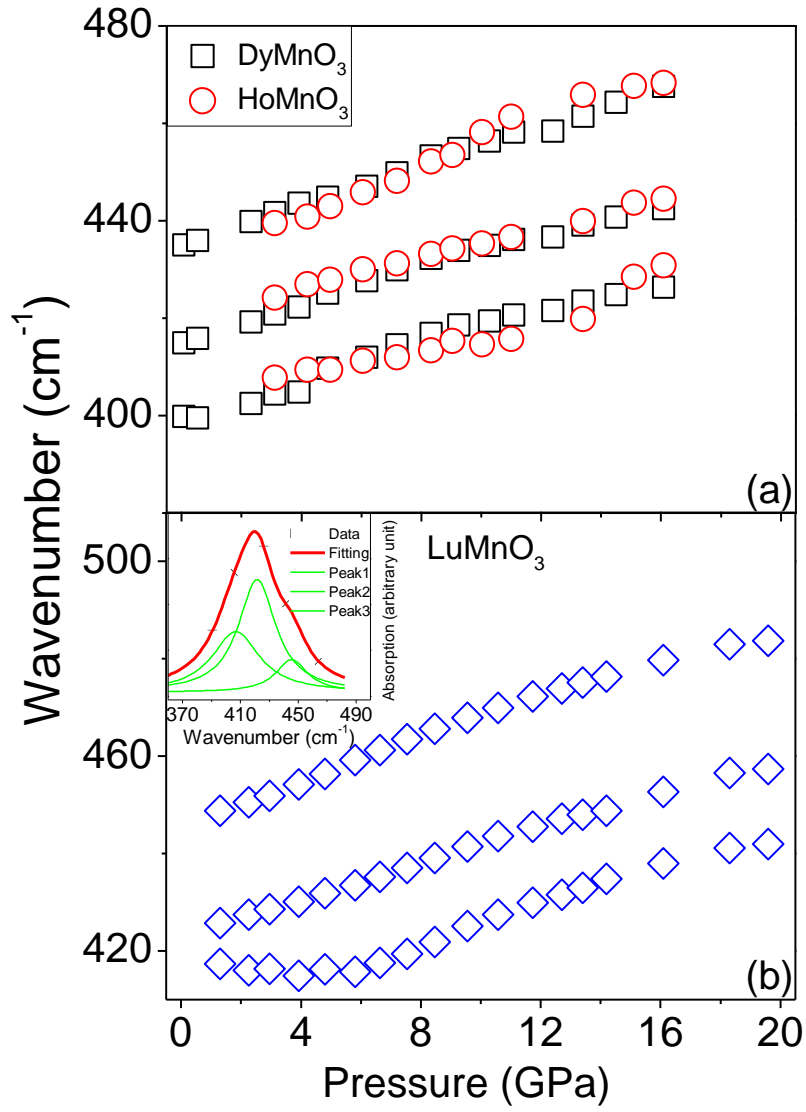 480
DyMnO₃
HoMnO₃
440
400
(a)
Wavenumber (cm⁻¹)
LuMnO₃
500
460
420
Data
Fitting
Peak1
Peak2
Peak3
Absorption (arbitrary unit)
370 410 450 490
Wavenumber (cm⁻¹)
(b)
0 4 8 12 16 20
Pressure (GPa)